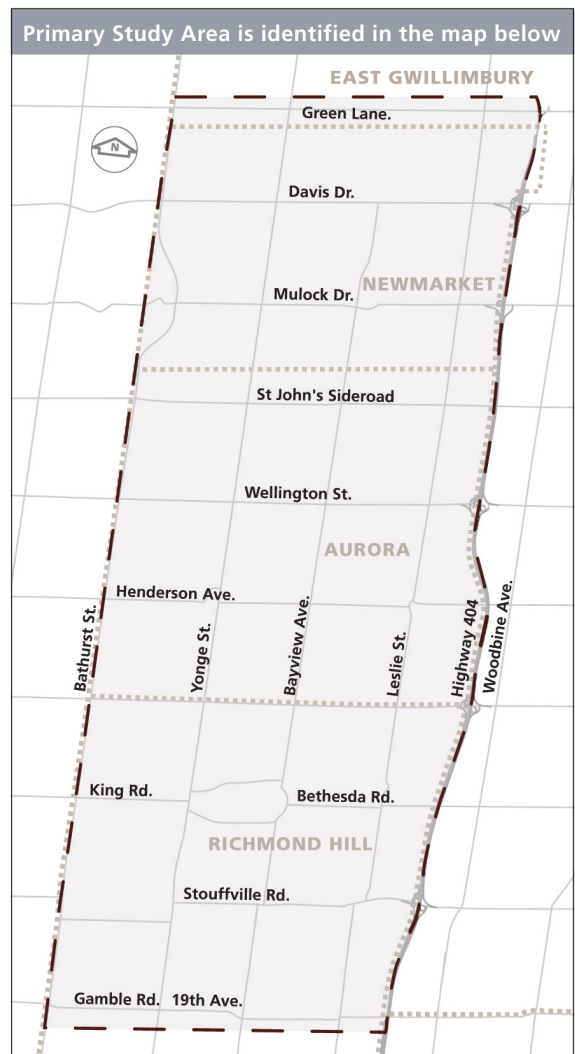 Primary Study Area is identified in the map below
EAST GWILLIMBURY
Green Lane.
N
Davis Dr.
NEWMARKET
Mulock Dr.
St John's Sideroad
Wellington St.
AURORA
Henderson Ave.
Bathurst St.
Yonge St.
Bayview Ave.
Leslie St.
Highway 404
Woodbine Ave.
King Rd.
Bethesda Rd.
RICHMOND HILL
Stouffville Rd.
Gamble Rd. 19th Ave.